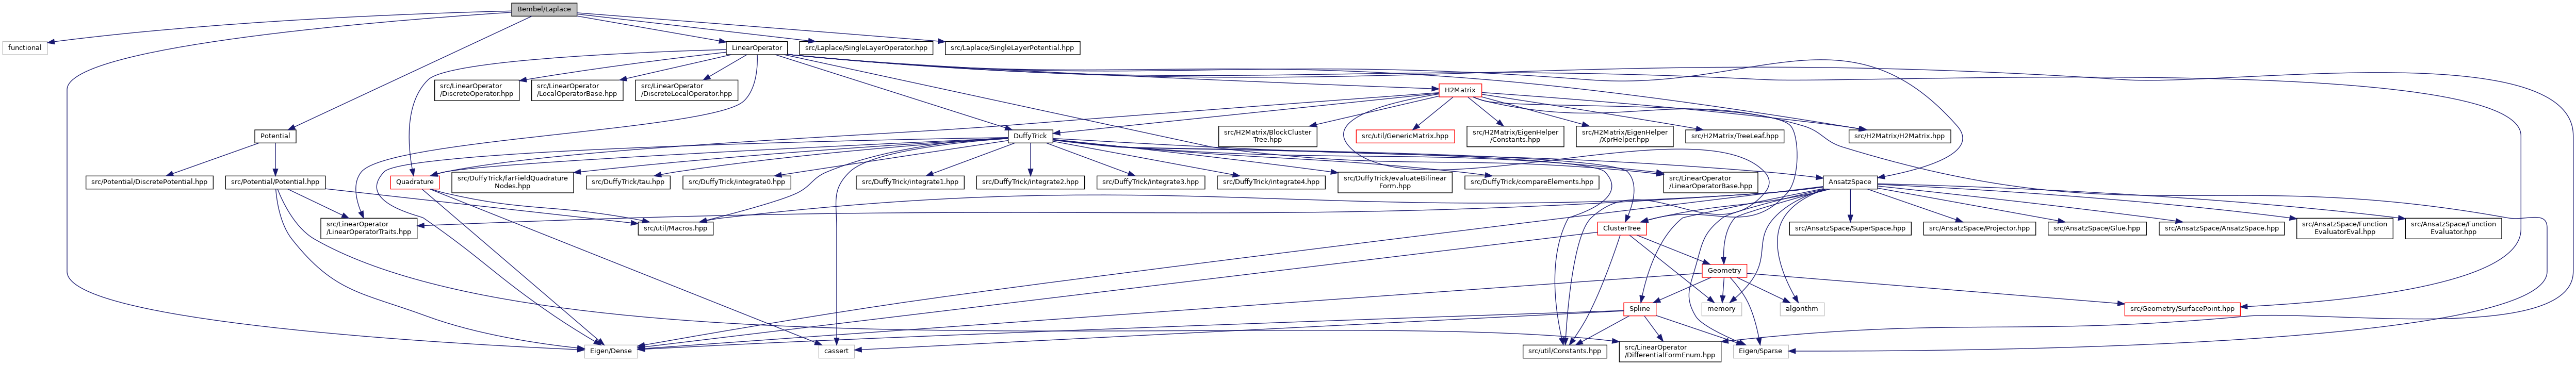 Bembel/Laplace
functional
LinearOperator
src/Laplace/SingleLayerOperator.hpp
src/Laplace/SingleLayerPotential.hpp
src/LinearOperator
/DiscreteOperator.hpp
src/LinearOperator
/LocalOperatorBase.hpp
src/LinearOperator
/DiscreteLocalOperator.hpp
H2Matrix
Potential
DuffyTrick
src/H2Matrix/BlockCluster
Tree.hpp
src/util/GenericMatrix.hpp
src/H2Matrix/EigenHelper
/Constants.hpp
src/H2Matrix/EigenHelper
/XprHelper.hpp
src/H2Matrix/TreeLeaf.hpp
src/H2Matrix/H2Matrix.hpp
src/Potential/DiscretePotential.hpp
src/Potential/Potential.hpp
Quadrature
src/DuffyTrick/farFieldQuadrature
Nodes.hpp
src/DuffyTrick/tau.hpp
src/DuffyTrick/integrate0.hpp
src/DuffyTrick/integrate1.hpp
src/DuffyTrick/integrate2.hpp
src/DuffyTrick/integrate3.hpp
src/DuffyTrick/integrate4.hpp
src/DuffyTrick/evaluateBilinear
Form.hpp
src/DuffyTrick/compareElements.hpp
src/LinearOperator
/LinearOperatorBase.hpp
AnsatzSpace
src/LinearOperator
/LinearOperatorTraits.hpp
src/util/Macros.hpp
ClusterTree
src/AnsatzSpace/SuperSpace.hpp
src/AnsatzSpace/Projector.hpp
src/AnsatzSpace/Glue.hpp
src/AnsatzSpace/AnsatzSpace.hpp
src/AnsatzSpace/Function
EvaluatorEval.hpp
src/AnsatzSpace/Function
Evaluator.hpp
Geometry
Spline
memory
algorithm
src/Geometry/SurfacePoint.hpp
Eigen/Dense
cassert
src/util/Constants.hpp
src/LinearOperator
/DifferentialFormEnum.hpp
Eigen/Sparse